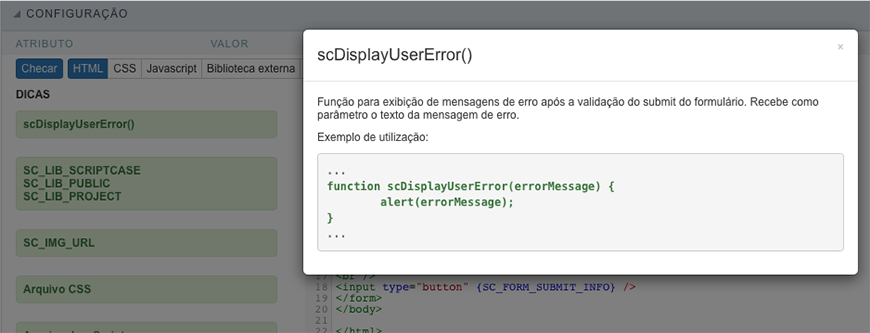 CONFIGURAÇÃO
ATRIBUTO VALOR
Checar HTML CSS Javascript Biblioteca externa
DICAS
scDisplayUserError()
SC_LIB_SCRIPTCASE
SC_LIB_PUBLIC
SC_LIB_PROJECT
SC_IMG_URL
Arquivo CSS
scDisplayUserError() ×
Função para exibição de mensagens de erro após a validação do submit do formulário. Recebe como
parâmetro o texto da mensagem de erro.
Exemplo de utilização:
...
function scDisplayUserError(errorMessage) {
alert(errorMessage);
}
...
17 <br />
18 <input type="button" {SC_FORM_SUBMIT_INFO} />
19 </form>
20 </body>
21
22 </html>